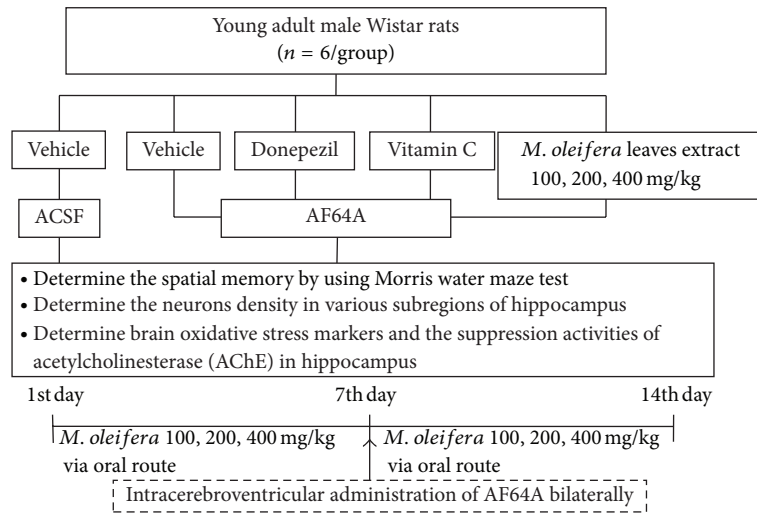 Young adult male Wistar rats
(n = 6/group)
Vehicle
Vehicle
Donepezil
Vitamin C
M. oleifera leaves extract
100, 200, 400 mg/kg
ACSF
AF64A
• Determine the spatial memory by using Morris water maze test
• Determine the neurons density in various subregions of hippocampus
• Determine brain oxidative stress markers and the suppression activities of
acetylcholinesterase (AChE) in hippocampus
1st day
7th day
14th day
M. oleifera 100, 200, 400 mg/kg
via oral route
M. oleifera 100, 200, 400 mg/kg
via oral route
Intracerebroventricular administration of AF64A bilaterally